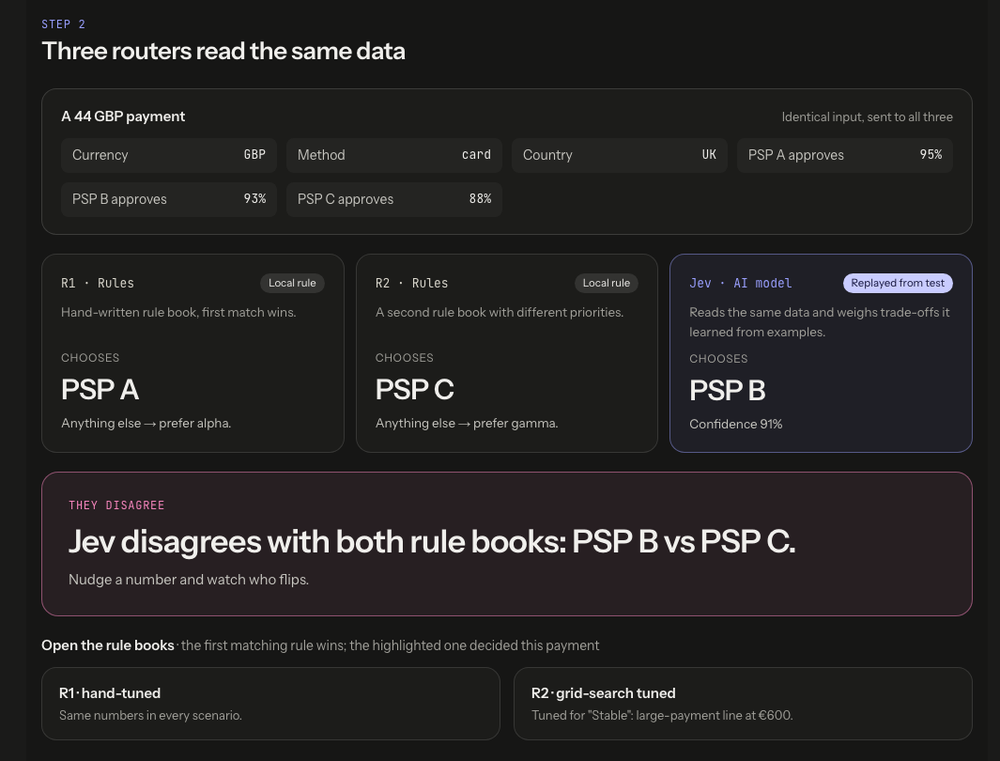 STEP 2
Three routers read the same data
A 44 GBP payment
Identical input, sent to all three
Currency GBP
Method card
Country UK
PSP A approves 95%
PSP B approves 93%
PSP C approves 88%
R1 · Rules
Local rule
Hand-written rule book, first match wins.
CHOOSES
PSP A
Anything else → prefer alpha.
R2 · Rules
Local rule
A second rule book with different priorities.
CHOOSES
PSP C
Anything else → prefer gamma.
Jev · AI model
Replayed from test
Reads the same data and weighs trade-offs it
learned from examples.
CHOOSES
PSP B
Confidence 91%
THEY DISAGREE
Jev disagrees with both rule books: PSP B vs PSP C.
Nudge a number and watch who flips.
Open the rule books · the first matching rule wins; the highlighted one decided this payment
R1 · hand-tuned
Same numbers in every scenario.
R2 · grid-search tuned
Tuned for "Stable": large-payment line at €600.